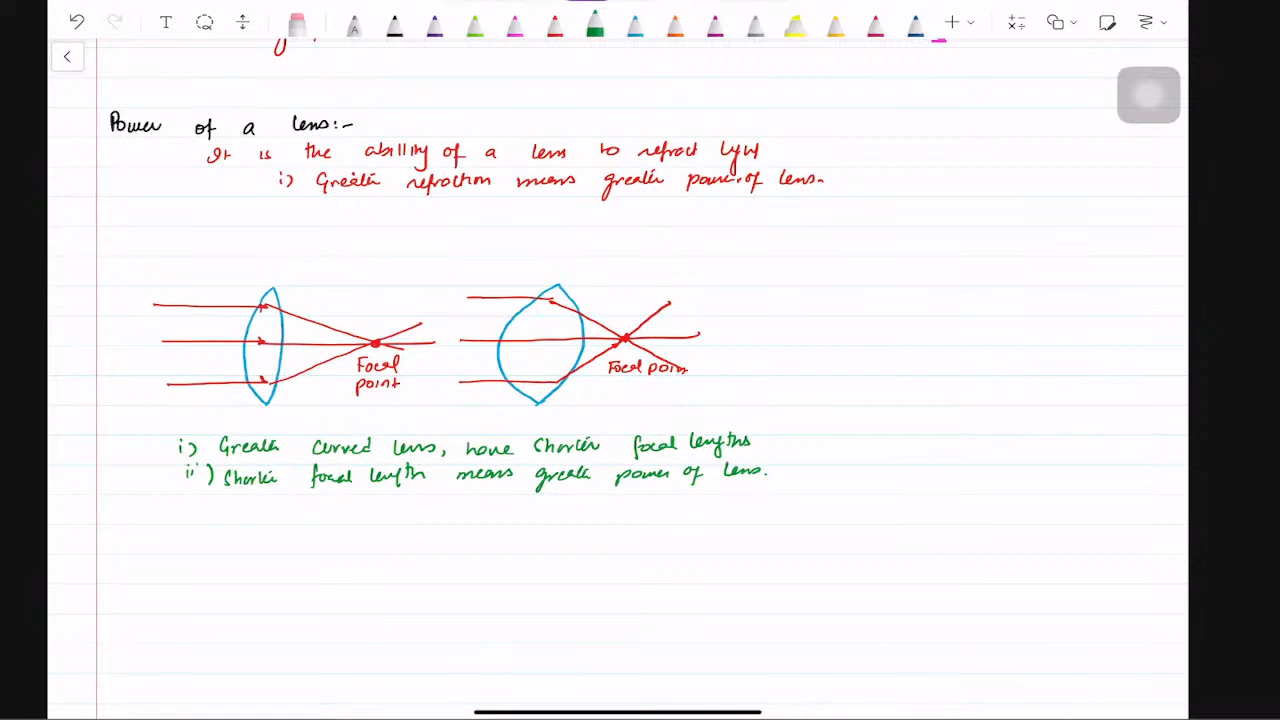 Power of a lens:-
It is the ability of a lens to refract light
i) Greater refraction means greater power of lens.
Focal
point
Focal point
i) Greater curved lens, have shorter focal lengths
ii) Shorter focal length means greater power of lens.